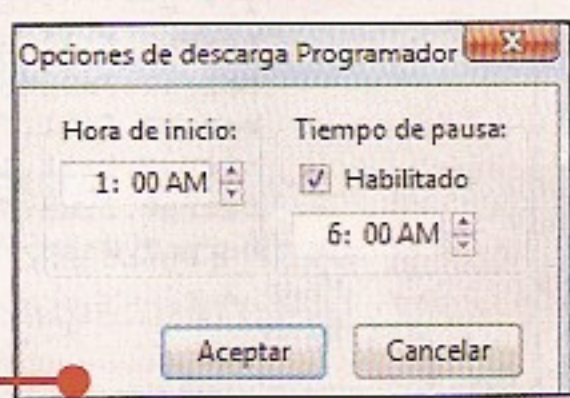 Opciones de descarga Programador
Hora de inicio:
Tiempo de pausa:
1: 00 AM
Habilitado
6: 00 AM
Aceptar
Cancelar